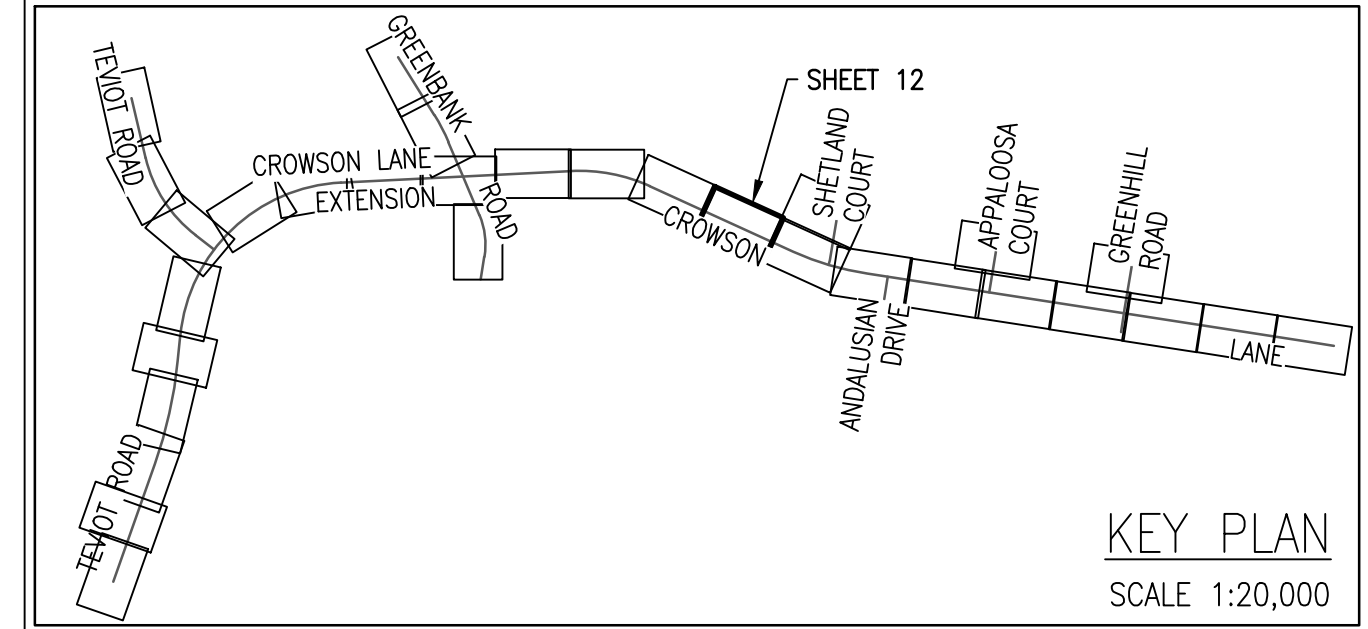 TEVIOT ROAD
GREENBANK
ROAD
CROWSON LANE
EXTENSION
SHEET 12
SHETLAND
COURT
CROWSON
APPALOOSA
COURT
GREENHILL
ROAD
ANDALUSIAN
DRIVE
LANE
TEVIOT ROAD
KEY PLAN
SCALE 1:20,000